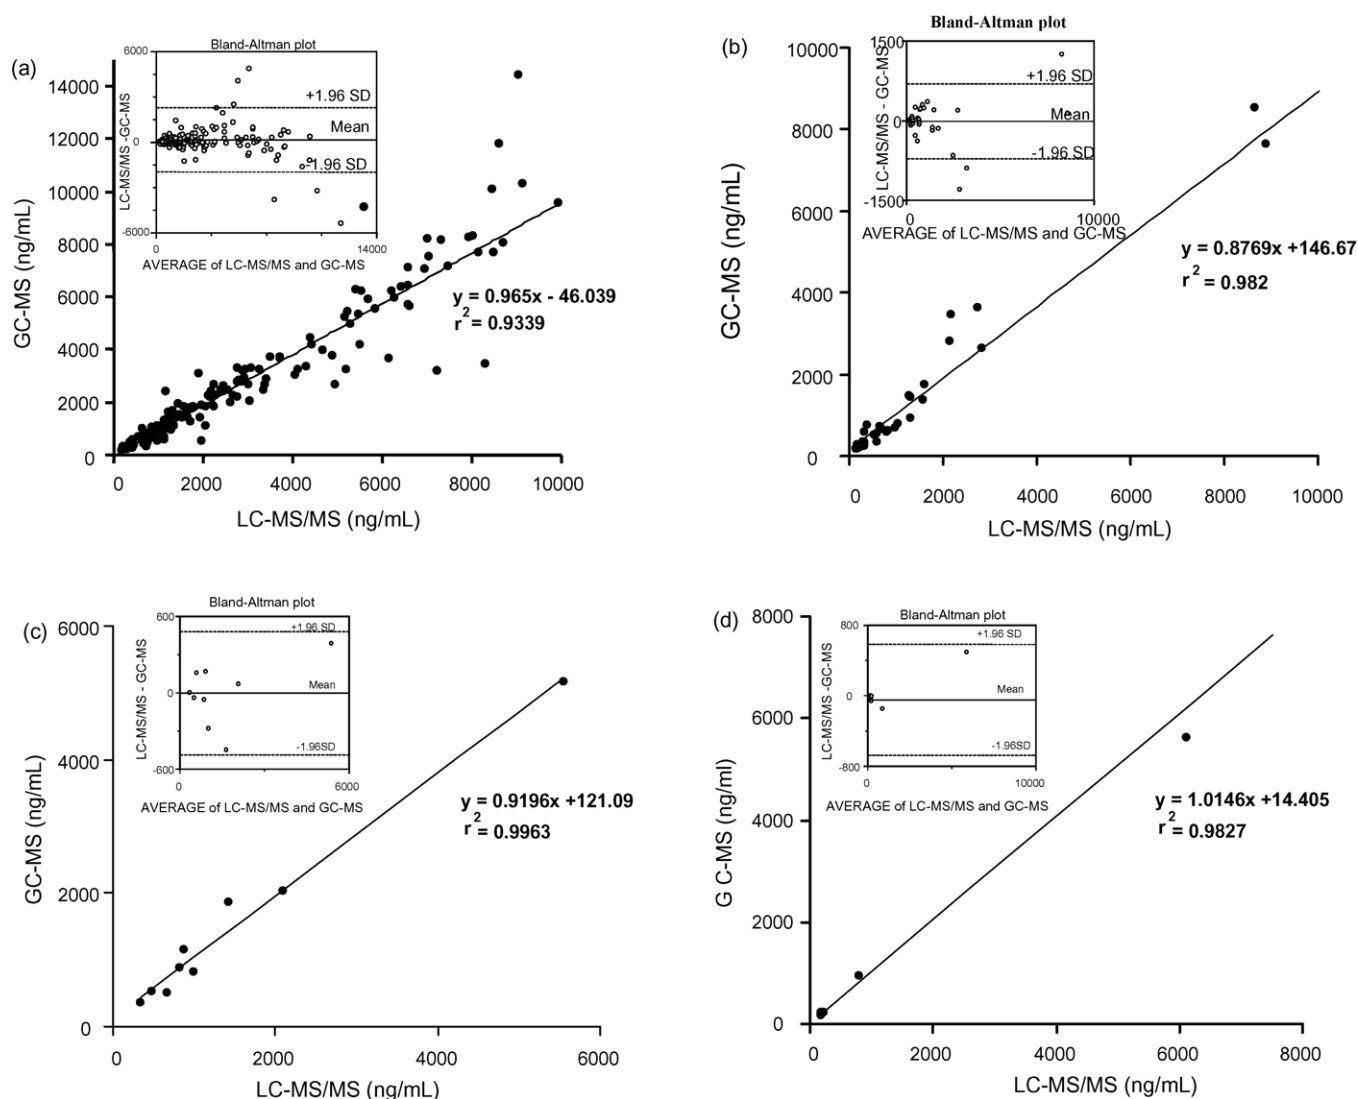 (a)
Bland-Altman plot
6000
0
-6000
LC-MS/MS -GC-MS
+1.96 SD
Mean
-1.96 SD
0
14000
AVERAGE of LC-MS/MS and GC-MS
14000
12000
10000
8000
6000
4000
2000
0
GC-MS (ng/mL)
y = 0.965x - 46.039
r2 = 0.9339
0 2000 4000 6000 8000 10000
LC-MS/MS (ng/mL)
(b)
Bland-Altman plot
1500
0
-1500
LC-MS/MS - GC-MS
+1.96 SD
Mean
-1.96 SD
0
10000
AVERAGE of LC-MS/MS and GC-MS
10000
8000
6000
4000
2000
0
GC-MS (ng/mL)
y = 0.8769x +146.67
r2 = 0.982
0 2000 4000 6000 8000 10000
LC-MS/MS (ng/mL)
(c)
Bland-Altman plot
600
0
-600
LC-MS/MS - GC-MS
+1.96 SD
Mean
-1.96SD
0
6000
AVERAGE of LC-MS/MS and GC-MS
6000
4000
2000
0
GC-MS (ng/mL)
y = 0.9196x +121.09
r2 = 0.9963
0 2000 4000 6000
LC-MS/MS (ng/mL)
(d)
Bland-Altman plot
800
0
-800
LC-MS/MS -GC-MS
+1.96 SD
Mean
-1.96SD
0
10000
AVERAGE of LC-MS/MS and GC-MS
8000
6000
4000
2000
0
G C-MS (ng/ml)
y = 1.0146x +14.405
r2 = 0.9827
0 2000 4000 6000 8000
LC-MS/MS (ng/mL)